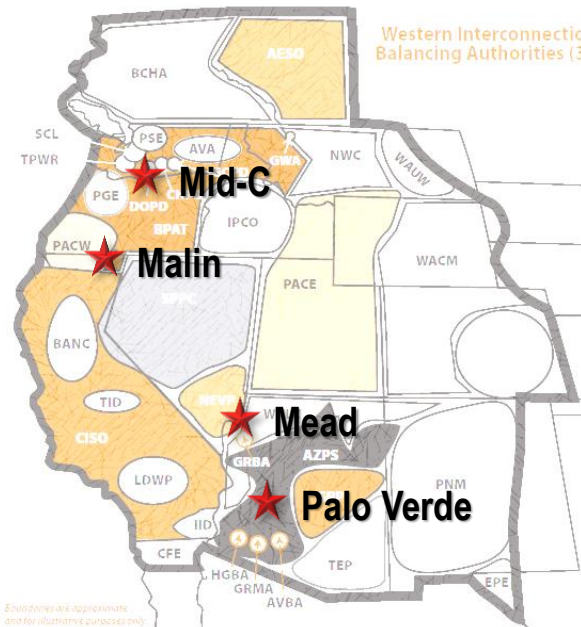 Western Interconnectio
Balancing Authorities (3
AESO
BCHA
SCL
PSE
TPWR
AVA
GWA
NWC
WAUW
Mid-C
PGE
DOPD
BPAT
IPCO
PACW
Malin
WACM
PACE
SPPC
BANC
TID
NEVP
Mead
CISO
GRBA
AZPS
LDWP
Palo Verde
PNM
IID
CFE
HGBA
GRMA
AVBA
TEP
EPE
Boundaries are approximate
and for illustrative purposes only.